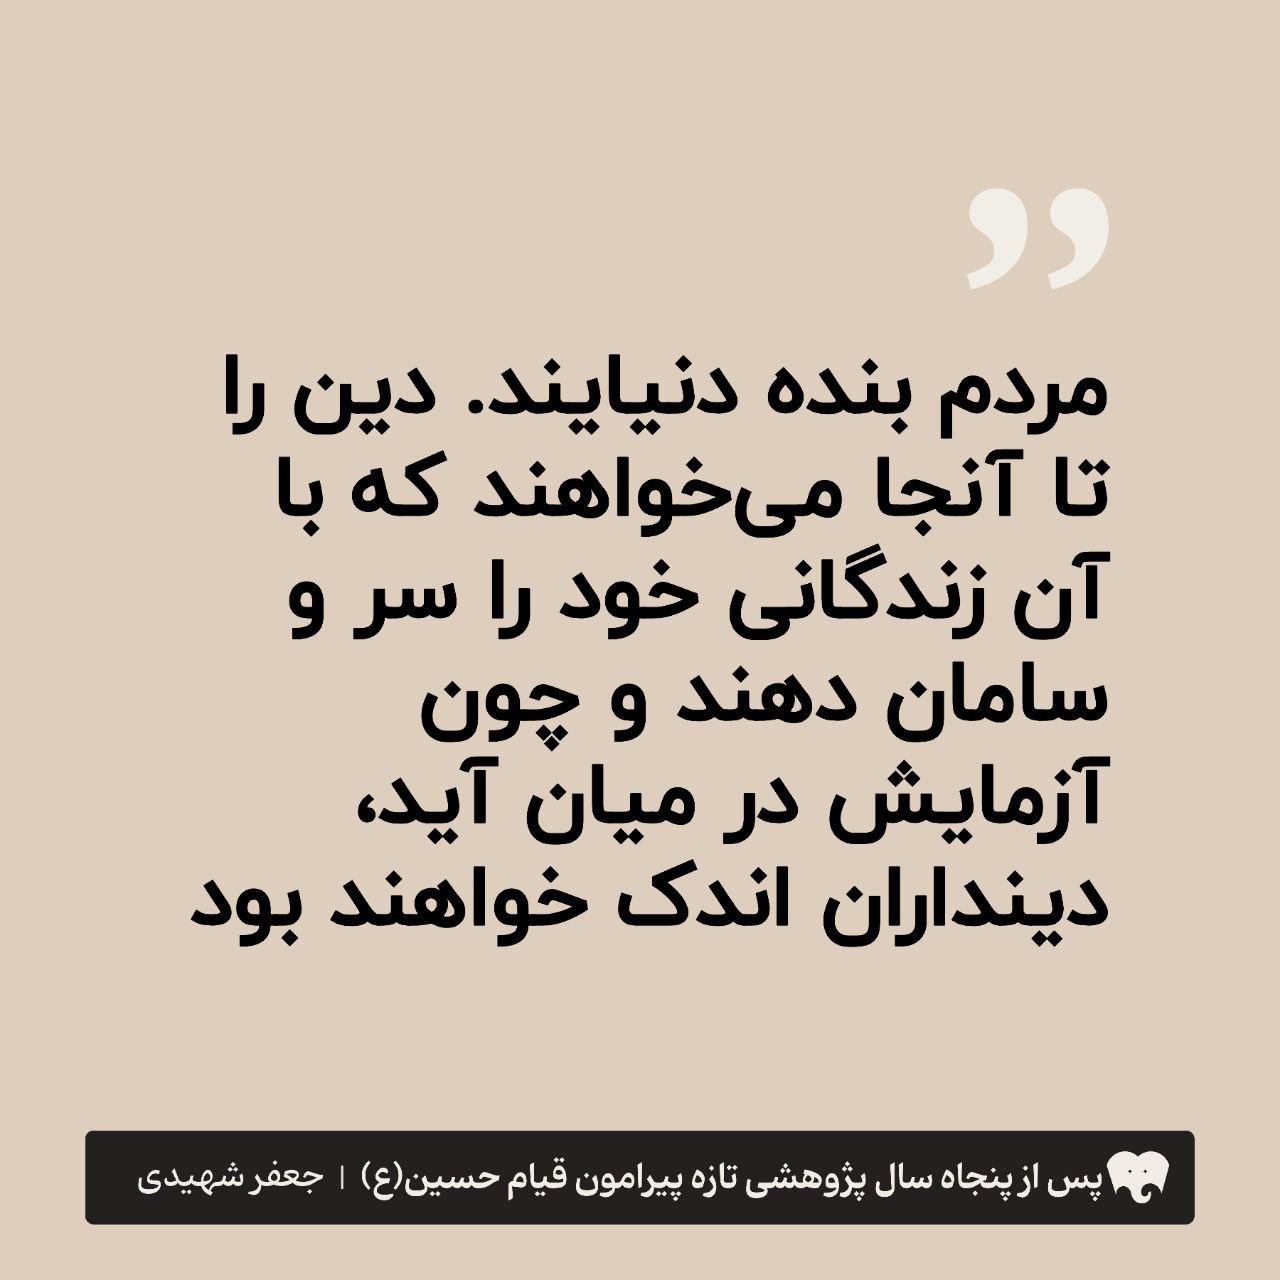 ”
مردم بنده دنیایند. دین را
تا آنجا می‌خواهند که با
آن زندگانی خود را سر و
سامان دهند و چون
آزمایش در میان آید،
دینداران اندک خواهند بود
پس از پنجاه سال پژوهشی تازه پیرامون قیام حسین(ع) | جعفر شهیدی